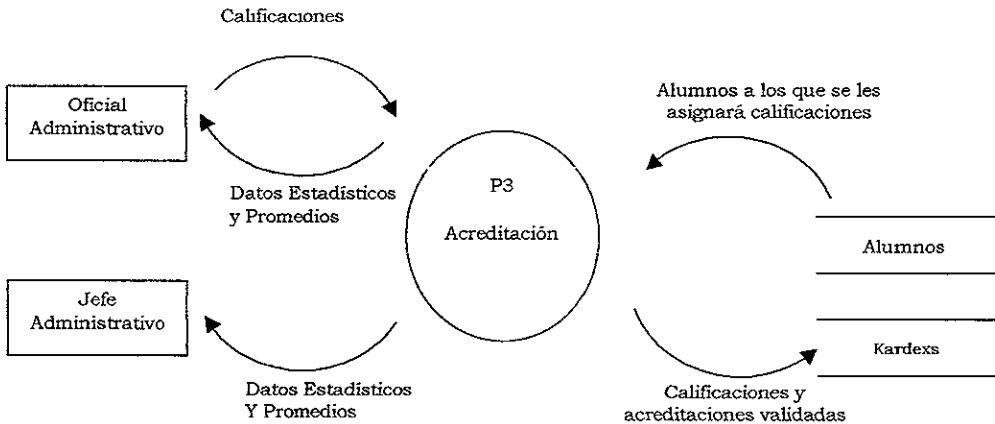 Calificaciones
Oficial
Administrativo
Datos Estadísticos
y Promedios
P3
Acreditación
Alumnos a los que se les
asignará calificaciones
Alumnos
Jefe
Administrativo
Datos Estadísticos
Y Promedios
Kardexs
Calificaciones y
acreditaciones validadas